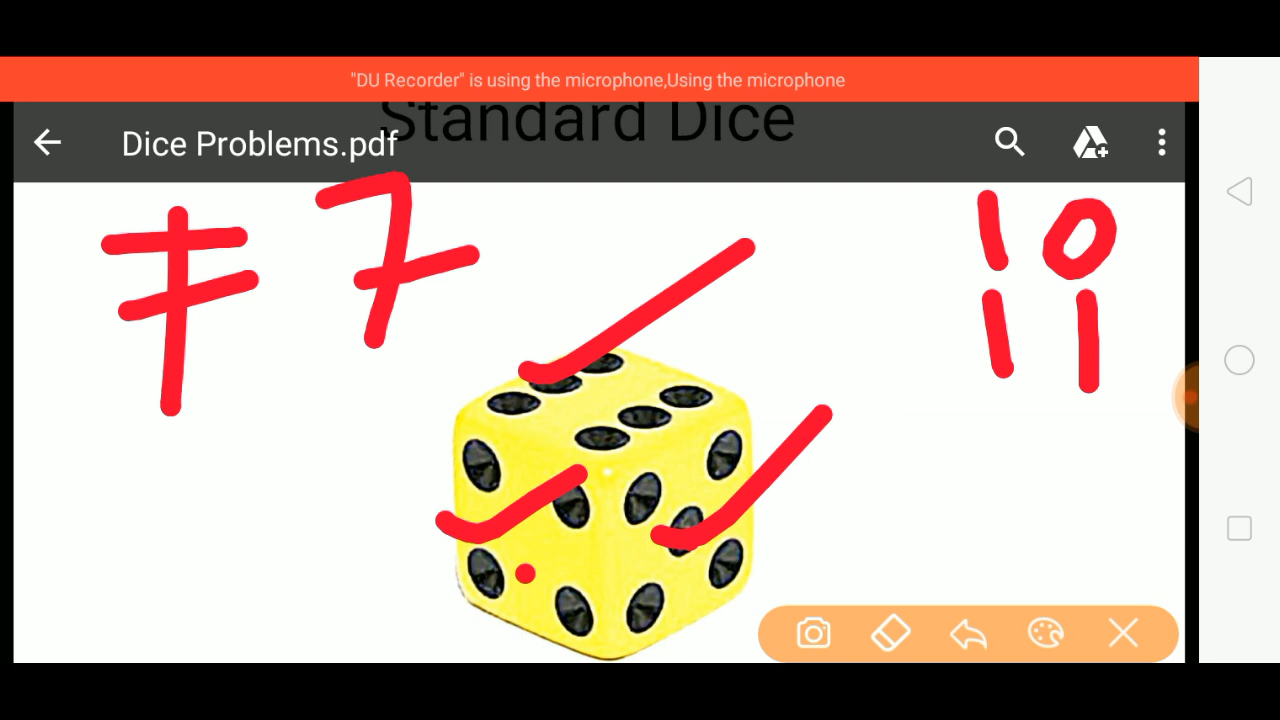 "DU Recorder" is using the microphone,Using the microphone
Standard Dice
Dice Problems.pdf
≠ 7
10
11